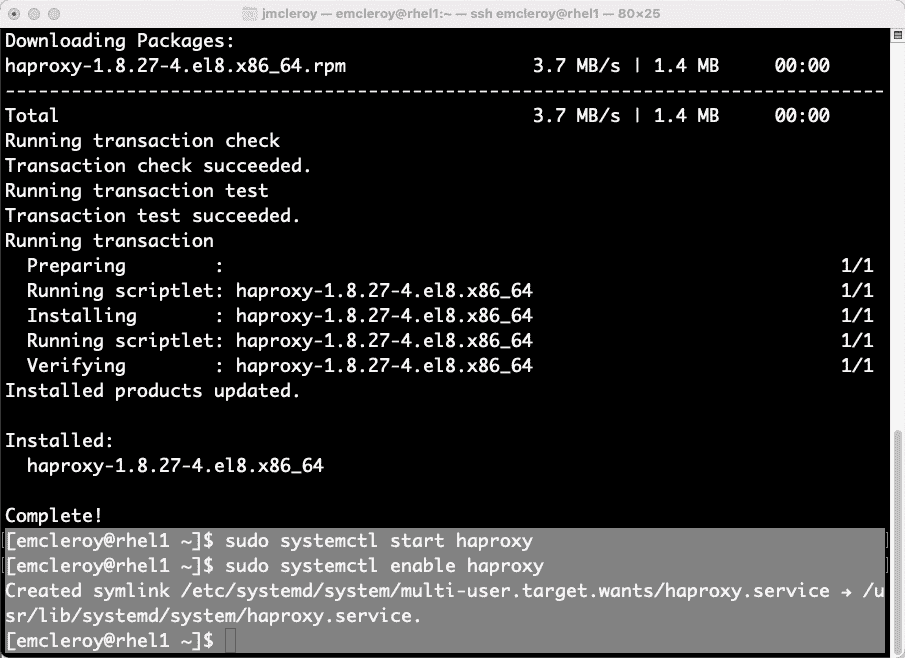 jmcleroy — emcleroy@rhel1:~ — ssh emcleroy@rhel1 — 80×25
Downloading Packages:
haproxy-1.8.27-4.el8.x86_64.rpm                 3.7 MB/s | 1.4 MB     00:00
--------------------------------------------------------------------------------
Total                                           3.7 MB/s | 1.4 MB     00:00
Running transaction check
Transaction check succeeded.
Running transaction test
Transaction test succeeded.
Running transaction
  Preparing        :                                                        1/1
  Running scriptlet: haproxy-1.8.27-4.el8.x86_64                            1/1
  Installing       : haproxy-1.8.27-4.el8.x86_64                            1/1
  Running scriptlet: haproxy-1.8.27-4.el8.x86_64                            1/1
  Verifying        : haproxy-1.8.27-4.el8.x86_64                            1/1
Installed products updated.

Installed:
  haproxy-1.8.27-4.el8.x86_64

Complete!
[emcleroy@rhel1 ~]$ sudo systemctl start haproxy
[emcleroy@rhel1 ~]$ sudo systemctl enable haproxy
Created symlink /etc/systemd/system/multi-user.target.wants/haproxy.service → /u
sr/lib/systemd/system/haproxy.service.
[emcleroy@rhel1 ~]$